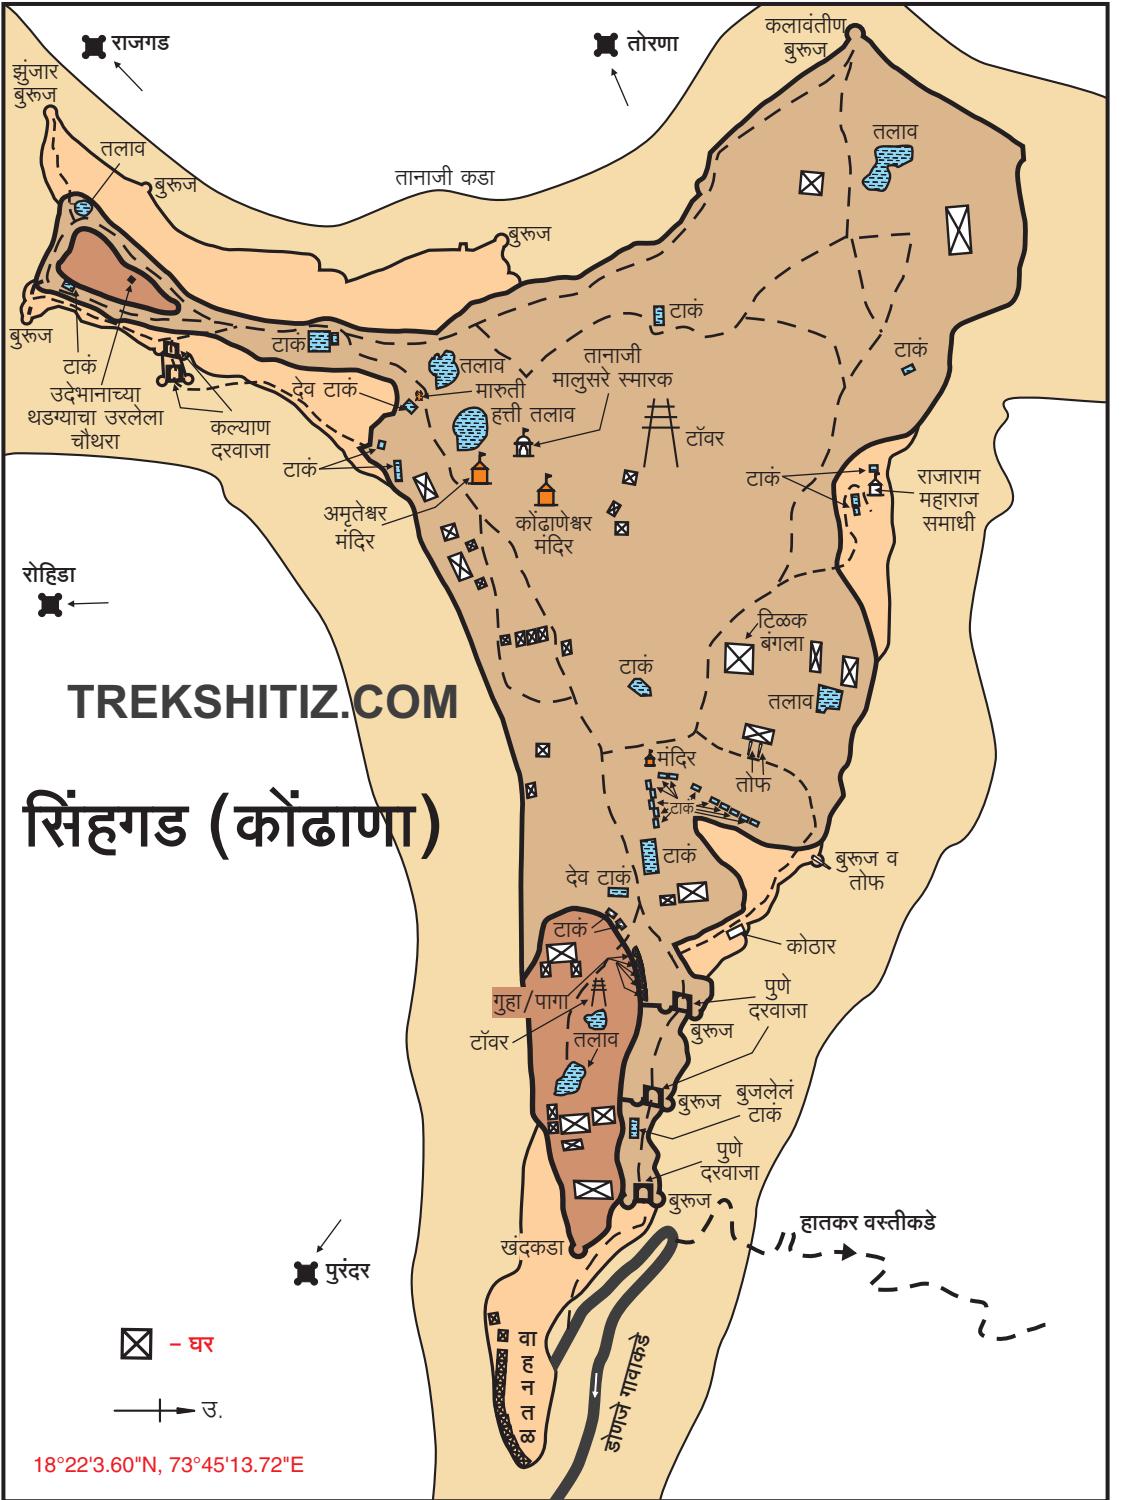 राजगड
तोरणा
कलावंतीण
बुरूज
झुंजार
बुरूज
तलाव
बुरूज
तानाजी कडा
तलाव
बुरूज
टाकं
बुरूज
टाकं
टाकं
उदेभानाच्या
थडग्याचा उरलेला
चौथरा
कल्याण
दरवाजा
देव टाकं
तलाव
मारुती
हत्ती तलाव
तानाजी
मालुसरे स्मारक
टॉवर
टाकं
टाकं
टाकं
राजाराम
महाराज
समाधी
अमृतेश्वर
मंदिर
कोंढाणेश्वर
मंदिर
रोहिडा
टिळक
बंगला
टाकं
तलाव
TREKSHITIZ.COM
मंदिर
तोफ
टाकं
सिंहगड (कोंढाणा)
टाकं
बुरूज व
तोफ
देव टाकं
टाकं
कोठार
गुहा/पागा
पुणे
दरवाजा
टॉवर
तलाव
बुरूज
बुरूज
बुजलेलं
टाकं
पुणे
दरवाजा
बुरूज
हातकर वस्तीकडे
खंदकडा
पुरंदर
वा
ह
न
त
ळ
डोणजे गावाकडे
– घर
उ.
18°22'3.60"N, 73°45'13.72"E